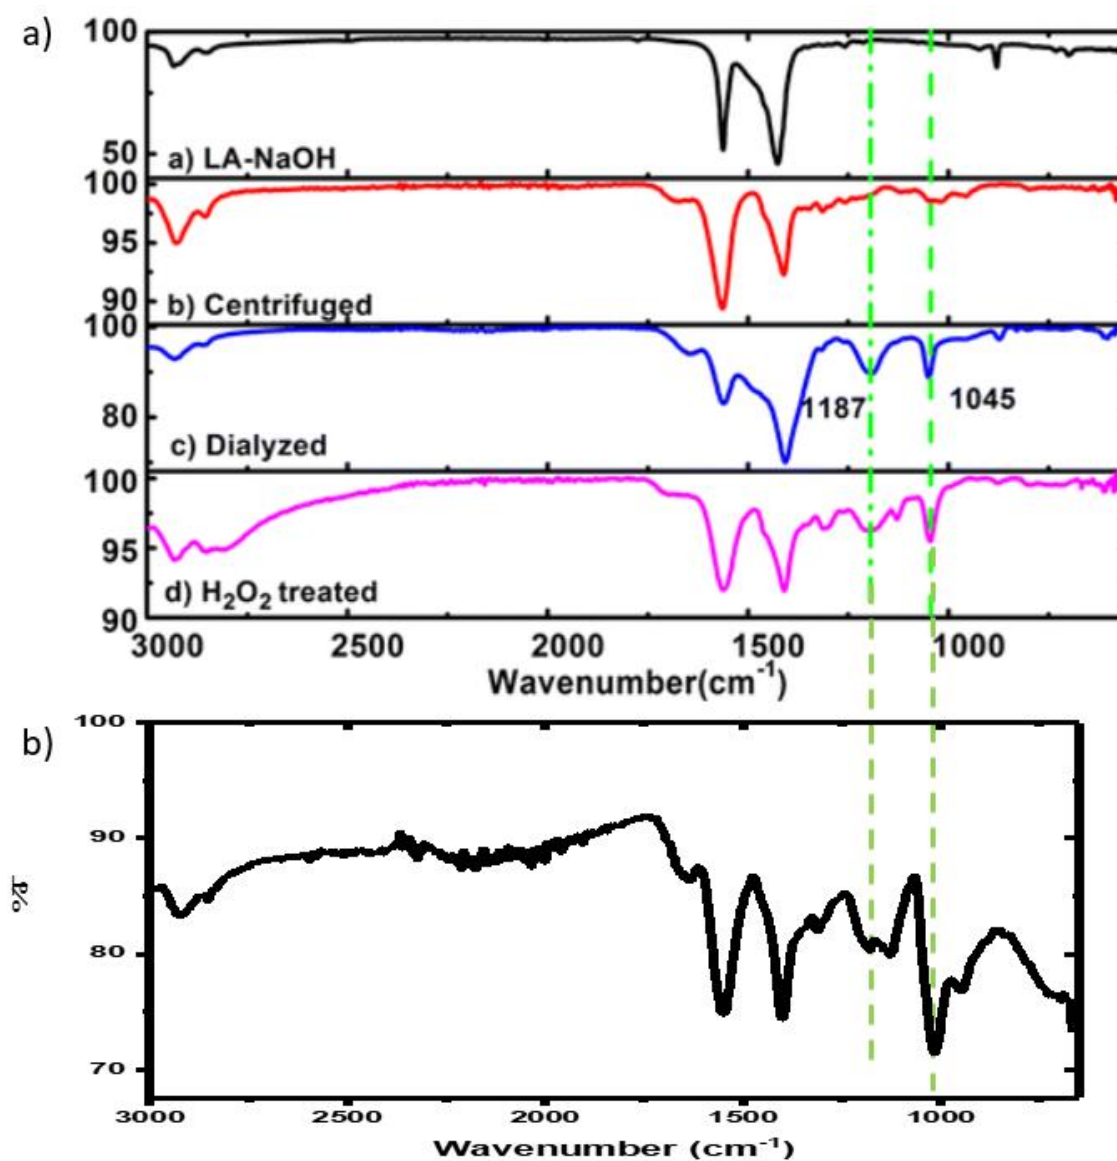 a)
100
50
a) LA-NaOH
100
95
90
b) Centrifuged
100
80
1187
1045
c) Dialyzed
100
95
90
d) H₂O₂ treated
3000 2500 2000 1500 1000
Wavenumber(cm⁻¹)
b)
100
90
80
70
%T
3000 2500 2000 1500 1000
Wavenumber (cm⁻¹)